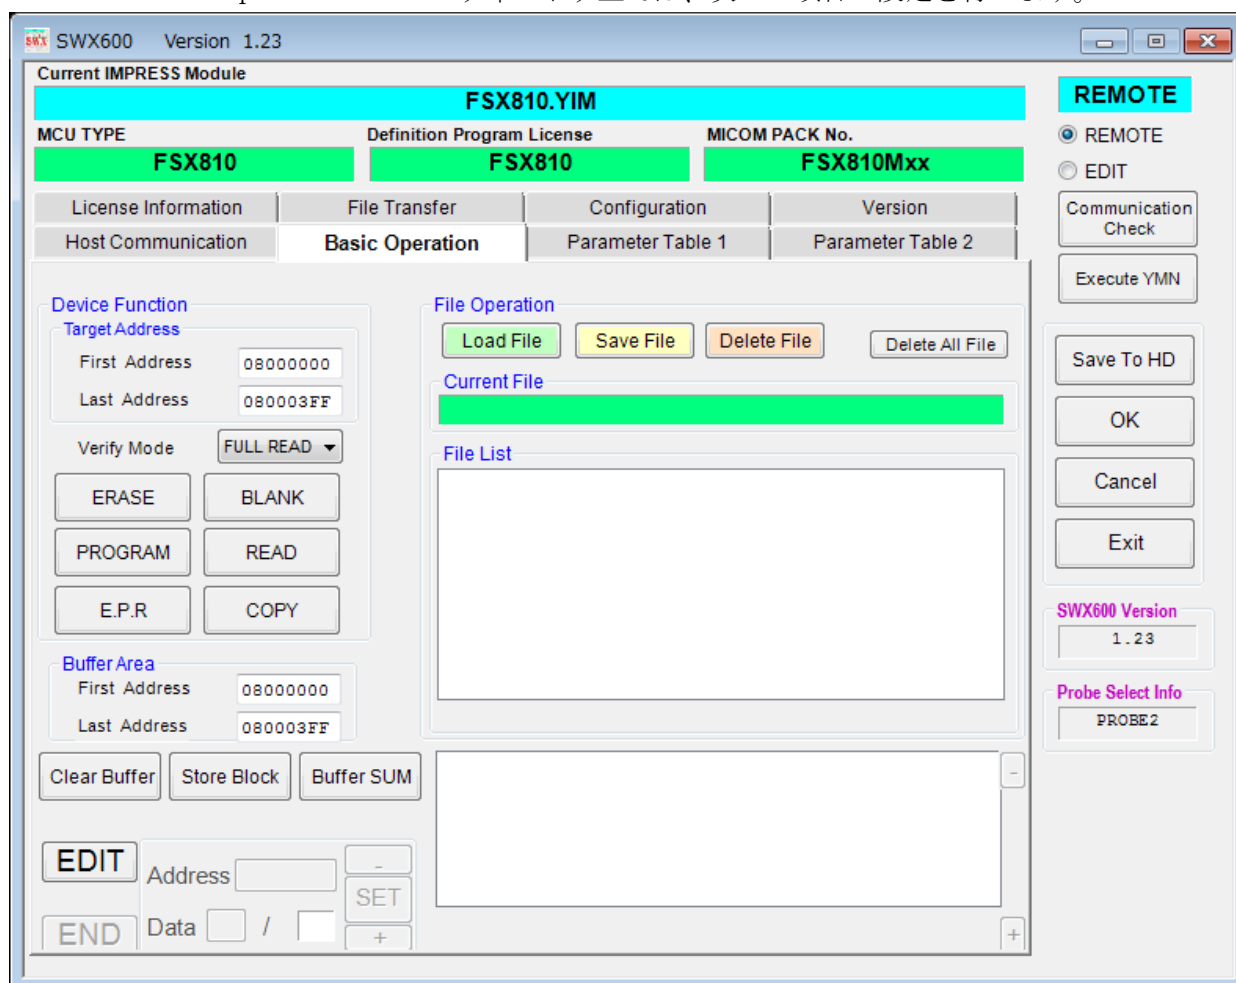 SWX600 Version 1.23
Current IMPRESS Module
FSX810.YIM
MCU TYPE Definition Program License MICOM PACK No.
FSX810 FSX810 FSX810Mxx
License Information File Transfer Configuration Version
Host Communication Basic Operation Parameter Table 1 Parameter Table 2
Device Function
Target Address
First Address 08000000
Last Address 080003FF
Verify Mode FULL READ
ERASE BLANK
PROGRAM READ
E.P.R COPY
Buffer Area
First Address 08000000
Last Address 080003FF
Clear Buffer Store Block Buffer SUM
EDIT
END
Address
Data /
-
SET
+
File Operation
Load File Save File Delete File Delete All File
Current File
File List
-
+
REMOTE
REMOTE
EDIT
Communication
Check
Execute YMN
Save To HD
OK
Cancel
Exit
SWX600 Version
1.23
Probe Select Info
PROBE2